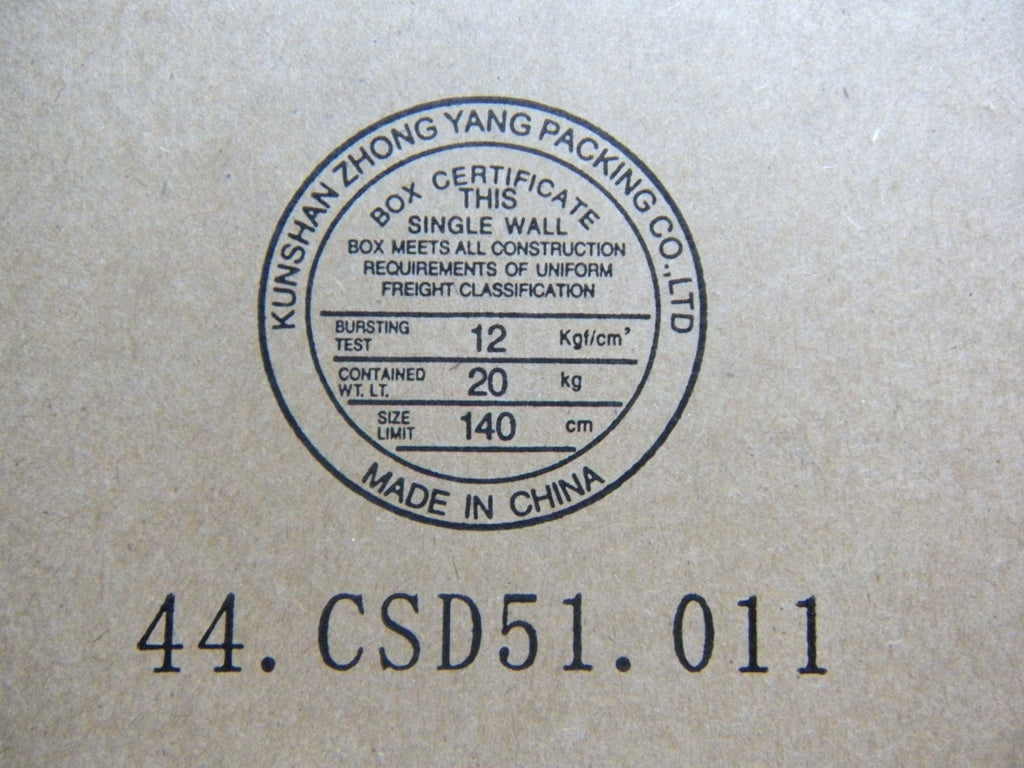 KUNSHAN ZHONG YANG PACKING CO.,LTD
BOX CERTIFICATE
THIS
SINGLE WALL
BOX MEETS ALL CONSTRUCTION
REQUIREMENTS OF UNIFORM
FREIGHT CLASSIFICATION
BURSTING TEST 12 Kgf/cm²
CONTAINED WT. LT. 20 kg
SIZE LIMIT 140 cm
MADE IN CHINA
44.CSD51.011